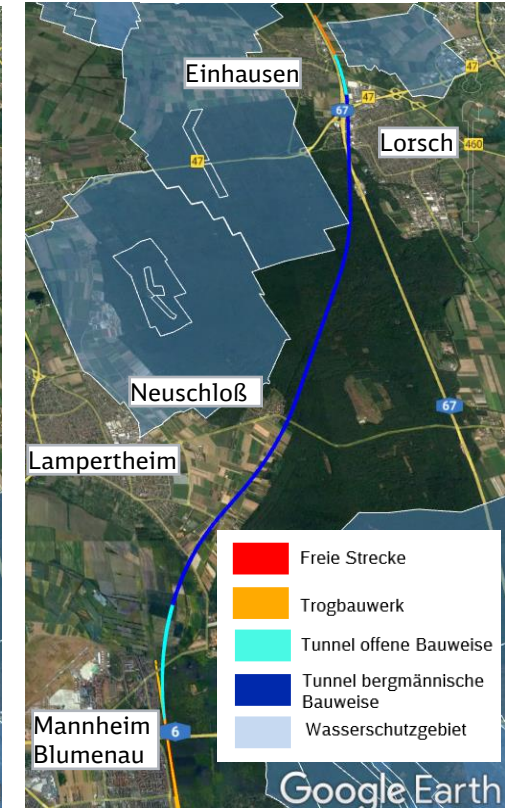 Einhausen
47
47
67
Lorsch
460
47
Neuschloß
67
Lampertheim
Freie Strecke
Trogbauwerk
Tunnel offene Bauweise
Tunnel bergmännische
Bauweise
Wasserschutzgebiet
Mannheim
Blumenau
6
Google Earth